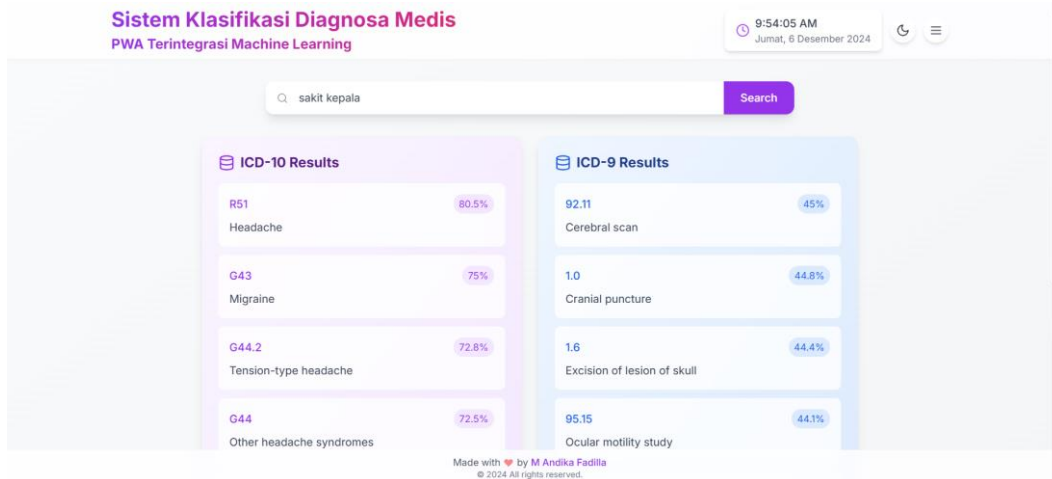 Sistem Klasifikasi Diagnosa Medis
PWA Terintegrasi Machine Learning
9:54:05 AM
Jumat, 6 Desember 2024
sakit kepala
Search
ICD-10 Results
R51
80.5%
Headache
G43
75%
Migraine
G44.2
72.8%
Tension-type headache
G44
72.5%
Other headache syndromes
ICD-9 Results
92.11
45%
Cerebral scan
1.0
44.8%
Cranial puncture
1.6
44.4%
Excision of lesion of skull
95.15
44.1%
Ocular motility study
Made with ❤ by M Andika Fadilla
© 2024 All rights reserved.